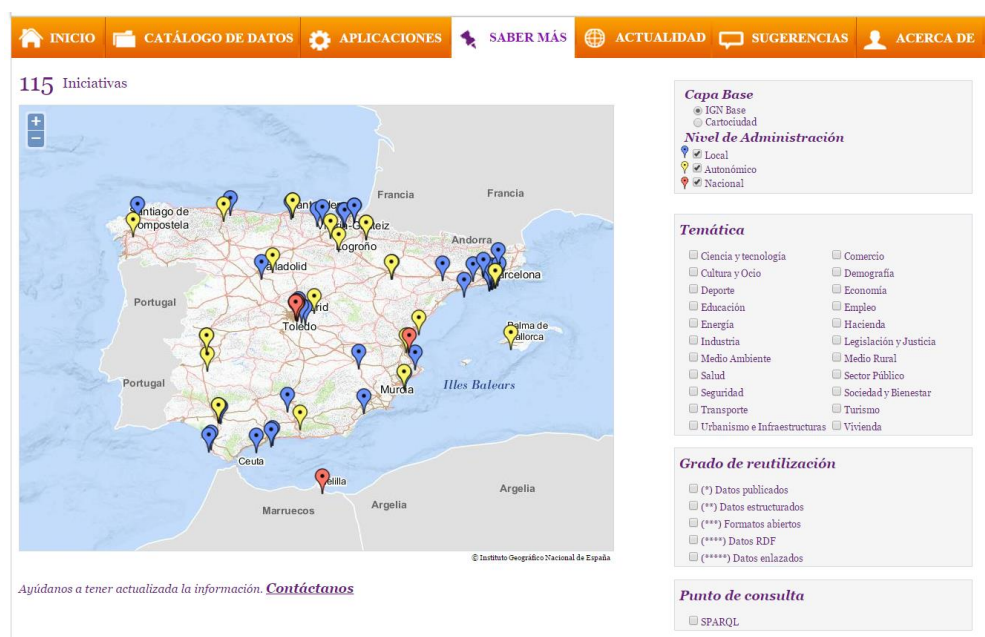 INICIO CATÁLOGO DE DATOS APLICACIONES SABER MÁS ACTUALIDAD SUGERENCIAS ACERCA DE
115 Iniciativas
+
−
Francia
Francia
Santiago de
Compostela
Logroño
Andorra
Barcelona
Valladolid
Portugal
Madrid
Toledo
Palma de
Mallorca
Portugal
Murcia
Illes Balears
Ceuta
Melilla
Marruecos
Argelia
Argelia
© Instituto Geográfico Nacional de España
Ayúdanos a tener actualizada la información. Contáctanos
Capa Base
IGN Base
Cartociudad
Nivel de Administración
Local
Autonómico
Nacional
Temática
Ciencia y tecnología Comercio
Cultura y Ocio Demografía
Deporte Economía
Educación Empleo
Energía Hacienda
Industria Legislación y Justicia
Medio Ambiente Medio Rural
Salud Sector Público
Seguridad Sociedad y Bienestar
Transporte Turismo
Urbanismo e Infraestructuras Vivienda
Grado de reutilización
(*) Datos publicados
(**) Datos estructurados
(***) Formatos abiertos
(****) Datos RDF
(*****) Datos enlazados
Punto de consulta
SPARQL